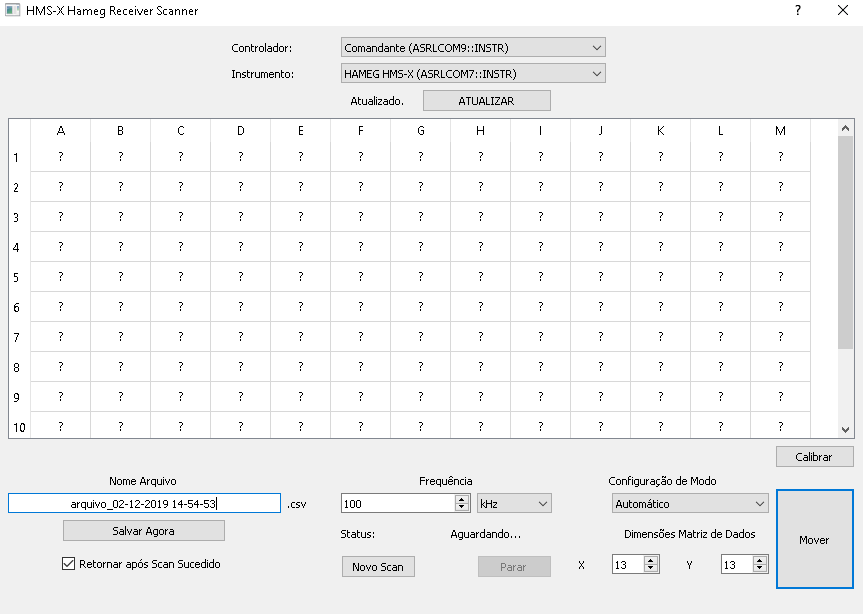 HMS-X Hameg Receiver Scanner ?
Controlador: Comandante (ASRLCOM9::INSTR)
Instrumento: HAMEG HMS-X (ASRLCOM7::INSTR)
Atualizado. ATUALIZAR
A B C D E F G H I J K L M
1 ? ? ? ? ? ? ? ? ? ? ? ? ?
2 ? ? ? ? ? ? ? ? ? ? ? ? ?
3 ? ? ? ? ? ? ? ? ? ? ? ? ?
4 ? ? ? ? ? ? ? ? ? ? ? ? ?
5 ? ? ? ? ? ? ? ? ? ? ? ? ?
6 ? ? ? ? ? ? ? ? ? ? ? ? ?
7 ? ? ? ? ? ? ? ? ? ? ? ? ?
8 ? ? ? ? ? ? ? ? ? ? ? ? ?
9 ? ? ? ? ? ? ? ? ? ? ? ? ?
10 ? ? ? ? ? ? ? ? ? ? ? ? ?
Calibrar
Nome Arquivo Frequência Configuração de Modo
arquivo_02-12-2019 14-54-53 .csv 100 kHz Automático
Salvar Agora Status: Aguardando... Dimensões Matriz de Dados
Mover
Retornar após Scan Sucedido Novo Scan Parar X 13 Y 13